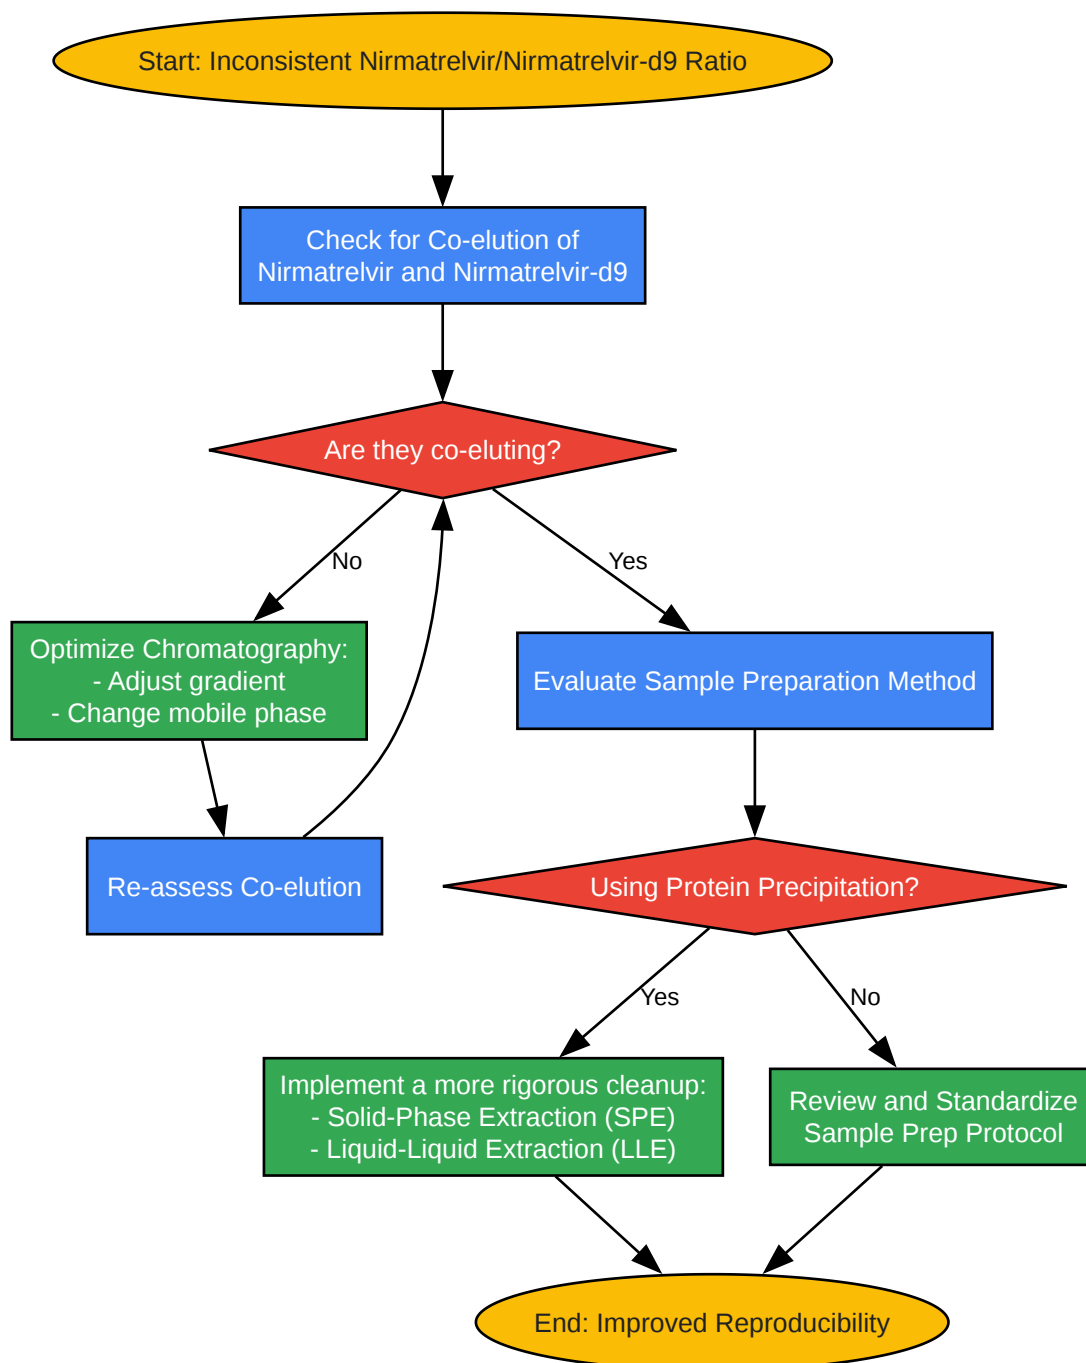 Start: Inconsistent Nirmatrelvir/Nirmatrelvir-d9 Ratio
Check for Co-elution of
Nirmatrelvir and Nirmatrelvir-d9
Are they co-eluting?
No
Yes
Optimize Chromatography:
- Adjust gradient
- Change mobile phase
Evaluate Sample Preparation Method
Re-assess Co-elution
Using Protein Precipitation?
Yes
No
Implement a more rigorous cleanup:
- Solid-Phase Extraction (SPE)
- Liquid-Liquid Extraction (LLE)
Review and Standardize
Sample Prep Protocol
End: Improved Reproducibility